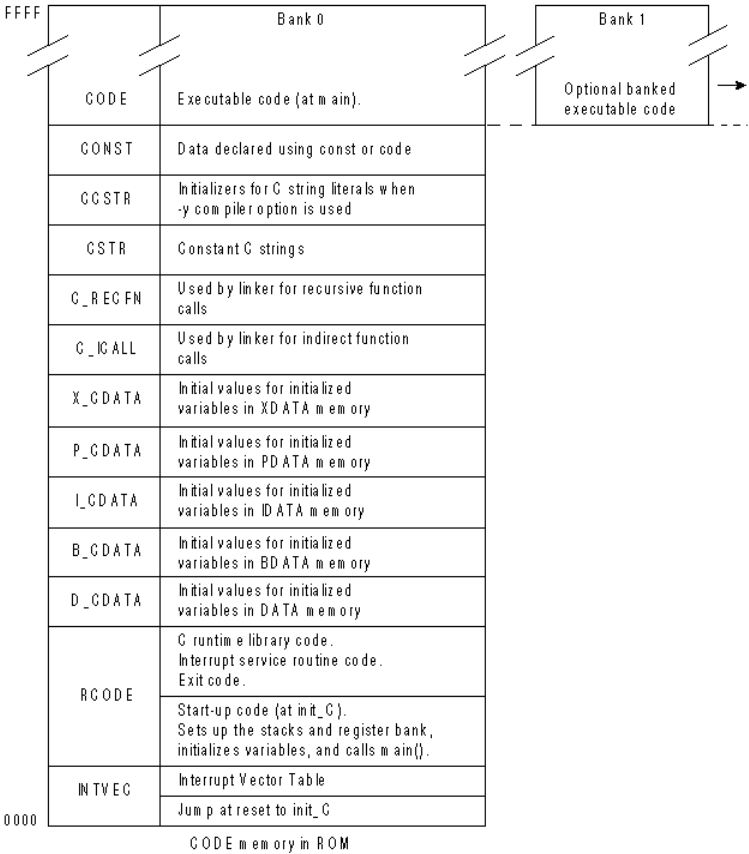 FFFF
Bank 0
Bank 1
CODE
Executable code (at main).
Optional banked
executable code
CONST
Data declared using const or code
CCSTR
Initializers for C string literals when
-y compiler option is used
CSTR
Constant C strings
C_RECFN
Used by linker for recursive function
calls
C_ICALL
Used by linker for indirect function
calls
X_CDATA
Initial values for initialized
variables in XDATA memory
P_CDATA
Initial values for initialized
variables in PDATA memory
I_CDATA
Initial values for initialized
variables in IDATA memory
B_CDATA
Initial values for initialized
variables in BDATA memory
D_CDATA
Initial values for initialized
variables in DATA memory
RCODE
C runtime library code.
Interrupt service routine code.
Exit code.
Start-up code (at init_C).
Sets up the stacks and register bank,
initializes variables, and calls main().
INTVEC
Interrupt Vector Table
Jump at reset to init_C
0000
CODE memory in ROM